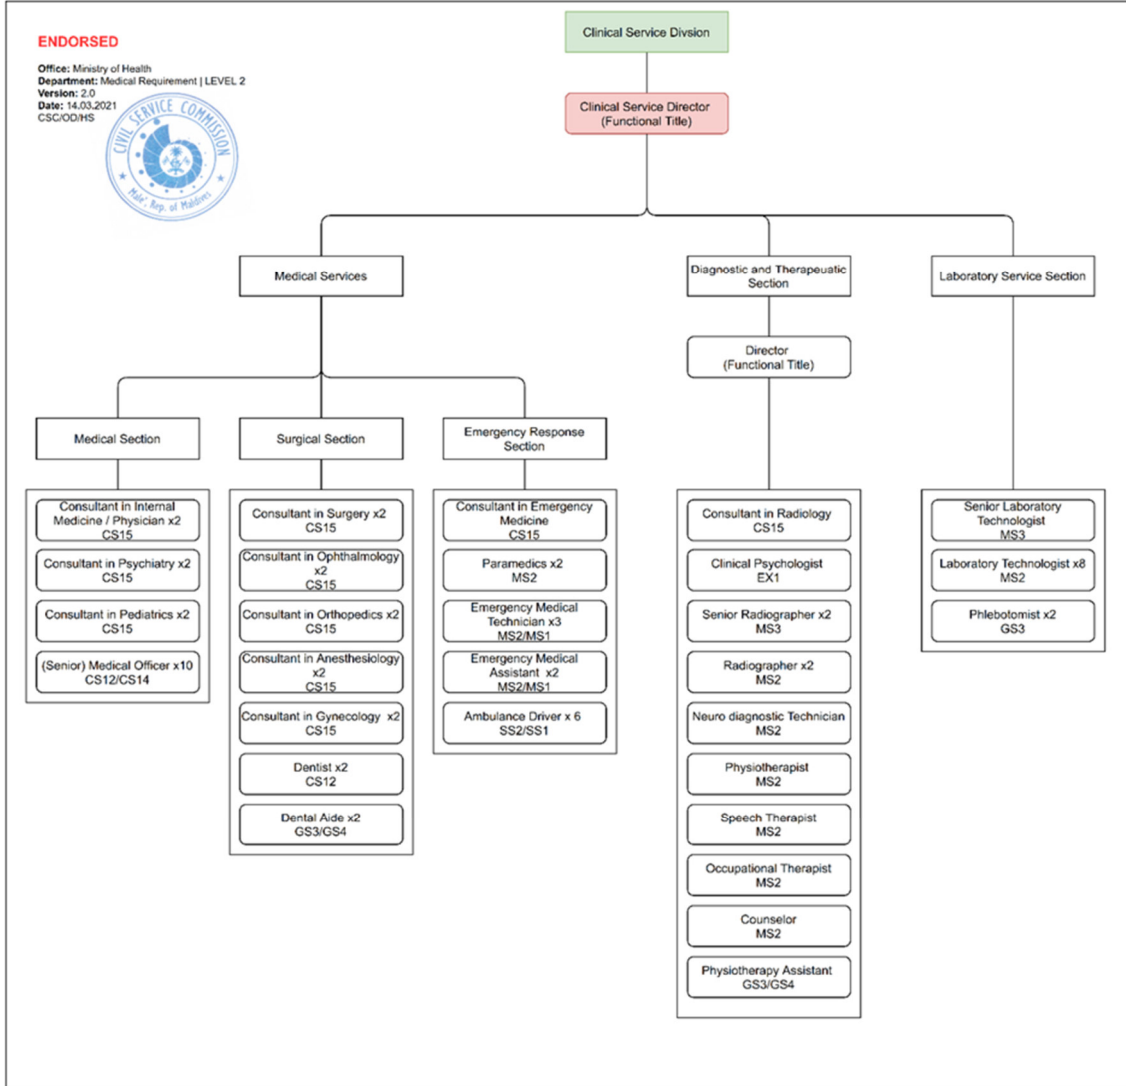 ENDORSED
Office: Ministry of Health
Department: Medical Requirement | LEVEL 2
Version: 2.0
Date: 14.03.2021
CSC/OD/HS
CIVIL SERVICE COMMISSION
Male', Rep. of Maldives
Clinical Service Divsion
Clinical Service Director
(Functional Title)
Medical Services
Diagnostic and Therapeuatic
Section
Laboratory Service Section
Director
(Functional Title)
Medical Section
Surgical Section
Emergency Response
Section
Consultant in Internal
Medicine / Physician x2
CS15
Consultant in Psychiatry x2
CS15
Consultant in Pediatrics x2
CS15
(Senior) Medical Officer x10
CS12/CS14
Consultant in Surgery x2
CS15
Consultant in Ophthalmology
x2
CS15
Consultant in Orthopedics x2
CS15
Consultant in Anesthesiology
x2
CS15
Consultant in Gynecology x2
CS15
Dentist x2
CS12
Dental Aide x2
GS3/GS4
Consultant in Emergency
Medicine
CS15
Paramedics x2
MS2
Emergency Medical
Technician x3
MS2/MS1
Emergency Medical
Assistant x2
MS2/MS1
Ambulance Driver x 6
SS2/SS1
Consultant in Radiology
CS15
Clinical Psychologist
EX1
Senior Radiographer x2
MS3
Radiographer x2
MS2
Neuro diagnostic Technician
MS2
Physiotherapist
MS2
Speech Therapist
MS2
Occupational Therapist
MS2
Counselor
MS2
Physiotherapy Assistant
GS3/GS4
Senior Laboratory
Technologist
MS3
Laboratory Technologist x8
MS2
Phlebotomist x2
GS3